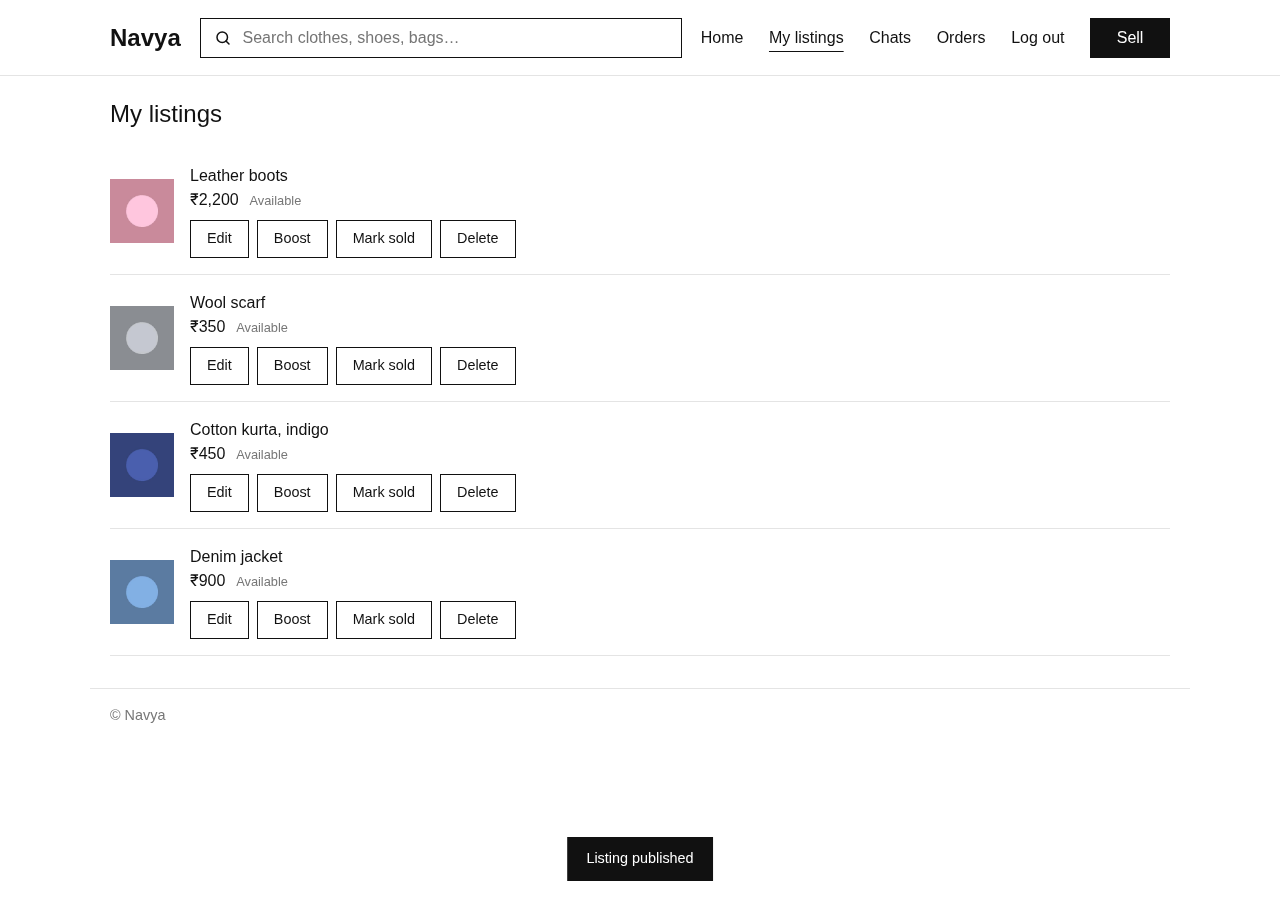 Navya
Search clothes, shoes, bags…
Home My listings Chats Orders Log out Sell
My listings
Leather boots
₹2,200 Available
Edit Boost Mark sold Delete
Wool scarf
₹350 Available
Edit Boost Mark sold Delete
Cotton kurta, indigo
₹450 Available
Edit Boost Mark sold Delete
Denim jacket
₹900 Available
Edit Boost Mark sold Delete
© Navya
Listing published